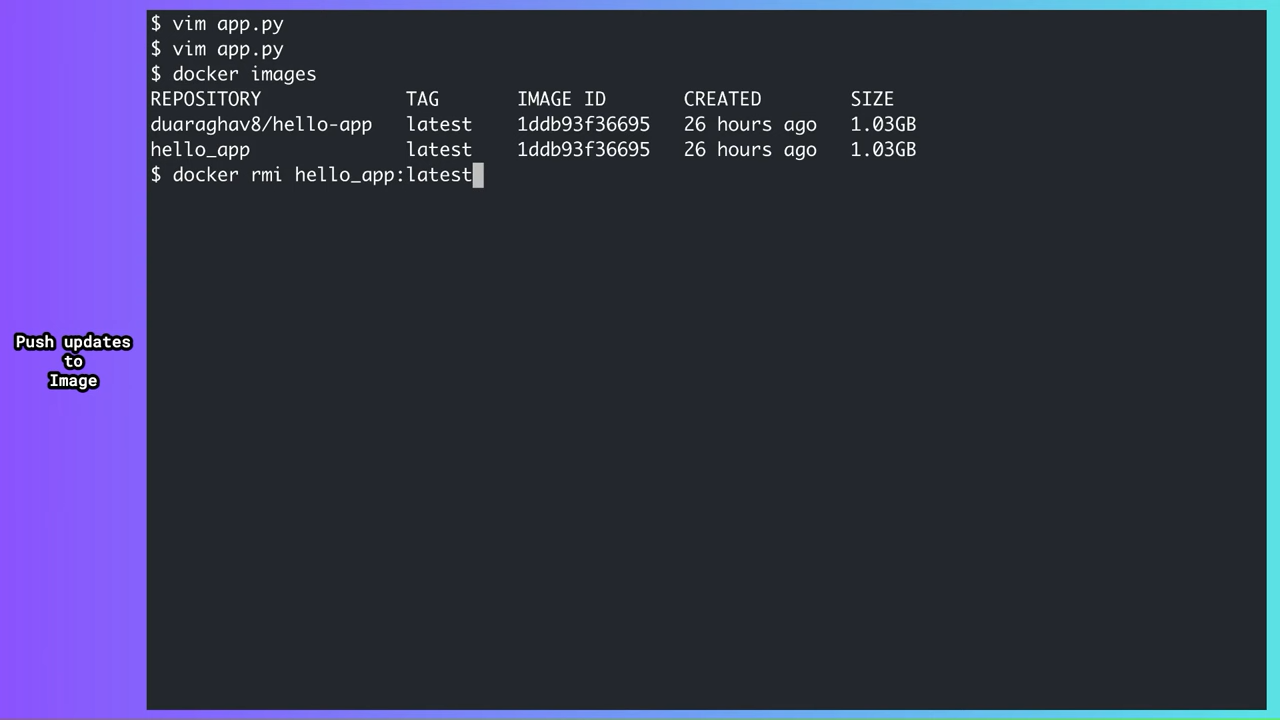 $ vim app.py
$ vim app.py
$ docker images
REPOSITORY TAG IMAGE ID CREATED SIZE
duaraghav8/hello-app latest 1ddb93f36695 26 hours ago 1.03GB
hello_app latest 1ddb93f36695 26 hours ago 1.03GB
$ docker rmi hello_app:latest
Push updates
to
Image